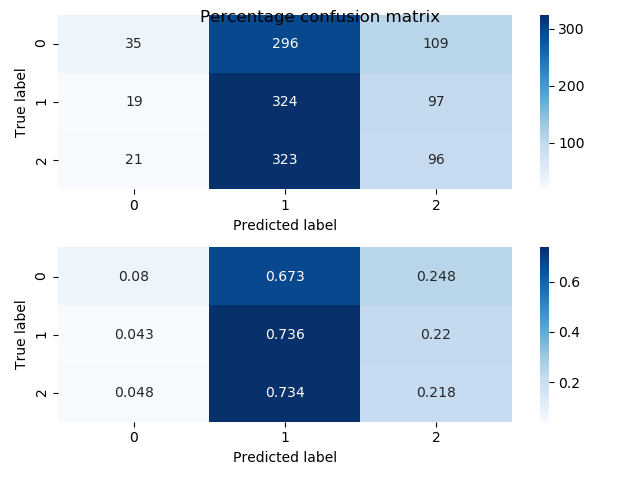 Percentage confusion matrix
True label
0 35 296 109
1 19 324 97
2 21 323 96
0 1 2
Predicted label
300
200
100
True label
0 0.08 0.673 0.248
1 0.043 0.736 0.22
2 0.048 0.734 0.218
0 1 2
Predicted label
0.6
0.4
0.2